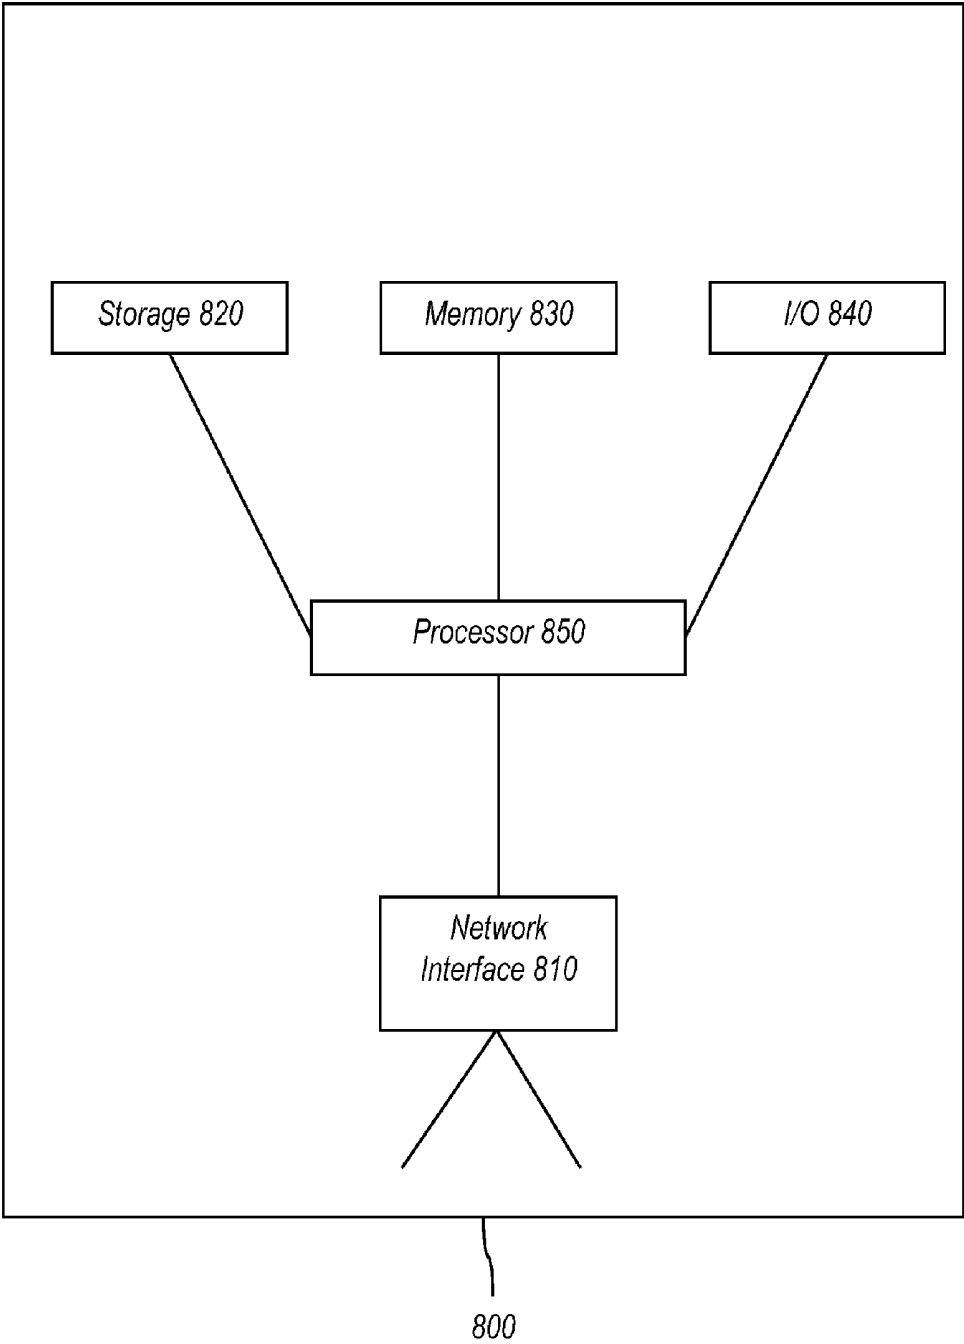 Storage 820
Memory 830
I/O 840
Processor 850
Network
Interface 810
800